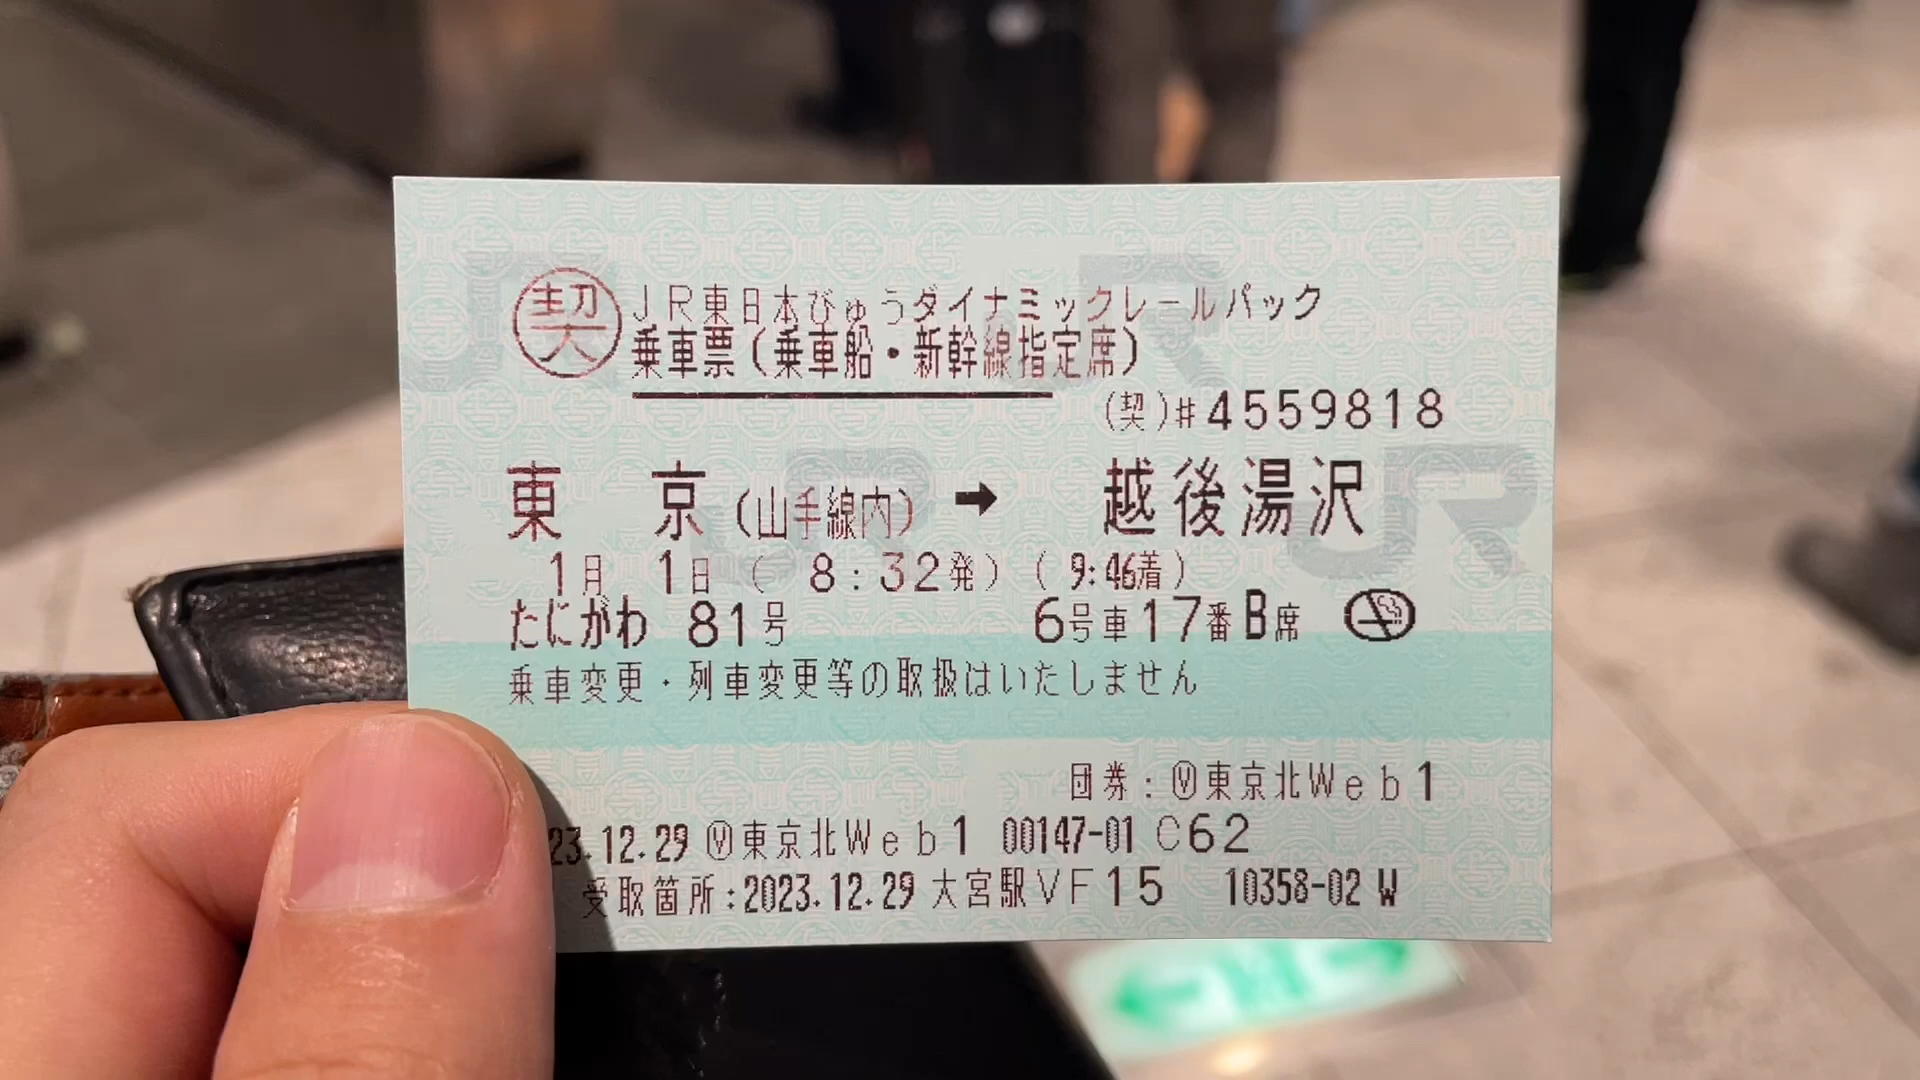 契 JR東日本びゅうダイナミックレールパック
乗車票(乗車船・新幹線指定席)
(契)#4559818
東京(山手線内) → 越後湯沢
1月 1日 ( 8:32発) (9:46着)
たにがわ 81号 6号車17番B席
乗車変更・列車変更等の取扱はいたしません
団券:Ⓥ東京北Web1
23.12.29 Ⓥ東京北Web1 00147-01 C62
受取箇所:2023.12.29 大宮駅VF15 10358-02 W